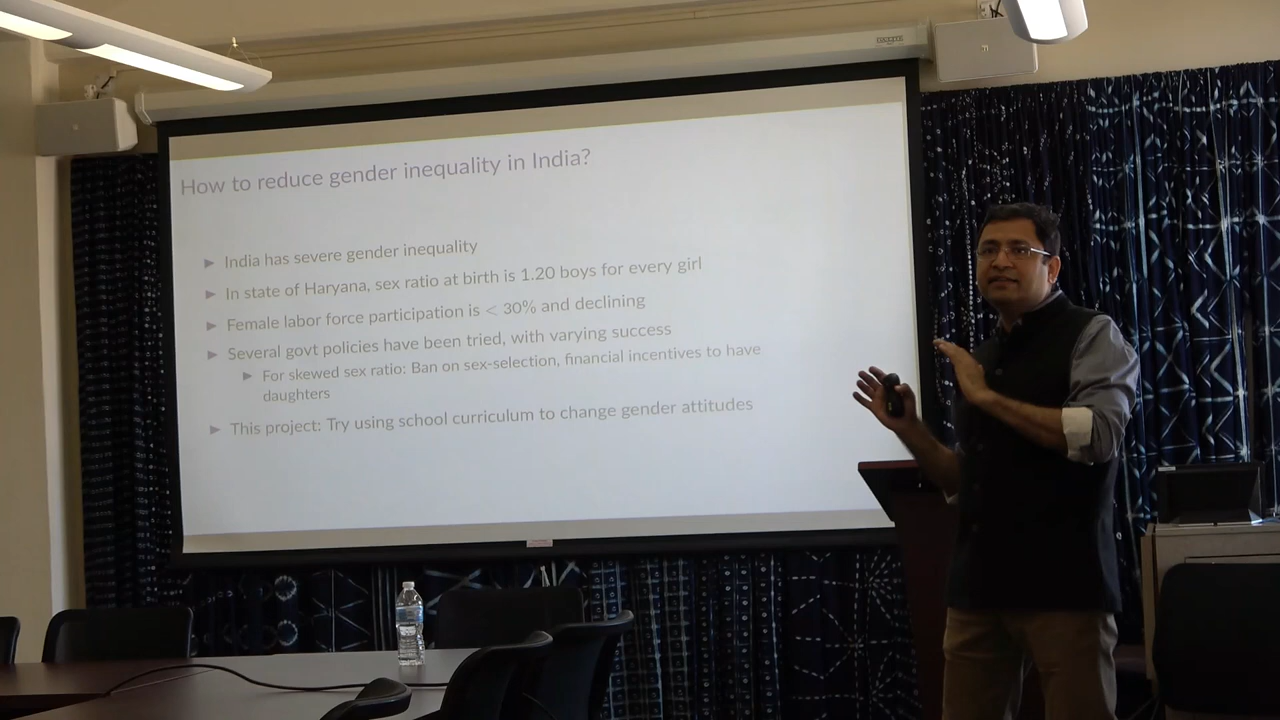 How to reduce gender inequality in India?
► India has severe gender inequality
► In state of Haryana, sex ratio at birth is 1.20 boys for every girl
► Female labor force participation is < 30% and declining
► Several govt policies have been tried, with varying success
► For skewed sex ratio: Ban on sex-selection, financial incentives to have
daughters
► This project: Try using school curriculum to change gender attitudes